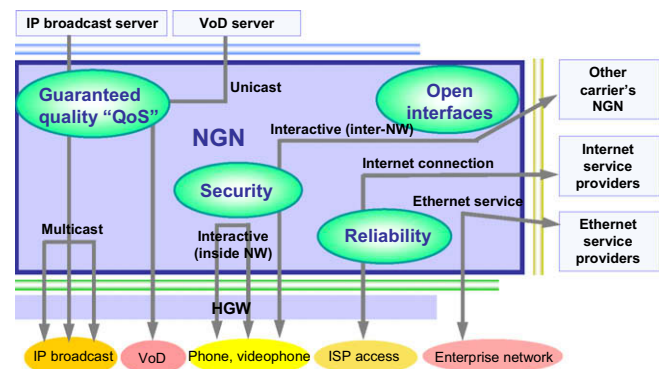 IP broadcast server
VoD server
Guaranteed
quality “QoS”
Unicast
Open
interfaces
Other
carrier's
NGN
NGN
Interactive (inter-NW)
Internet connection
Internet
service
providers
Security
Ethernet service
Multicast
Interactive
(inside NW)
Reliability
Ethernet
service
providers
HGW
IP broadcast
VoD
Phone, videophone
ISP access
Enterprise network